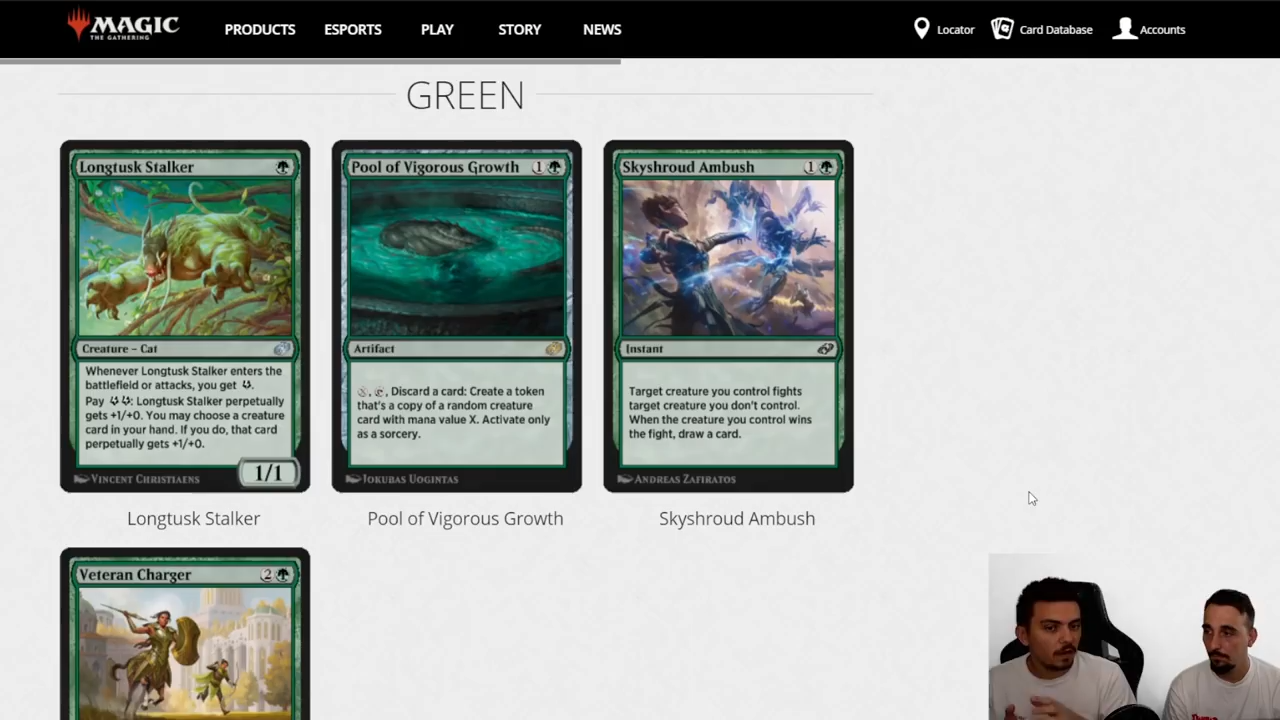 MAGIC
THE GATHERING
PRODUCTS
ESPORTS
PLAY
STORY
NEWS
Locator
Card Database
Accounts
GREEN
Longtusk Stalker
Creature – Cat
Whenever Longtusk Stalker enters the
battlefield or attacks, you get
Pay : Longtusk Stalker perpetually
gets +1/+0. You may choose a creature
card in your hand. If you do, that card
perpetually gets +1/+0.
1/1
VINCENT CHRISTIAENS
Longtusk Stalker
Pool of Vigorous Growth 1
Artifact
, Discard a card: Create a token
that's a copy of a random creature
card with mana value X. Activate only
as a sorcery.
JOKUBAS UOGINTAS
Pool of Vigorous Growth
Skyshroud Ambush 1
Instant
Target creature you control fights
target creature you don't control.
When the creature you control wins
the fight, draw a card.
ANDREAS ZAFIRATOS
Skyshroud Ambush
Veteran Charger 2